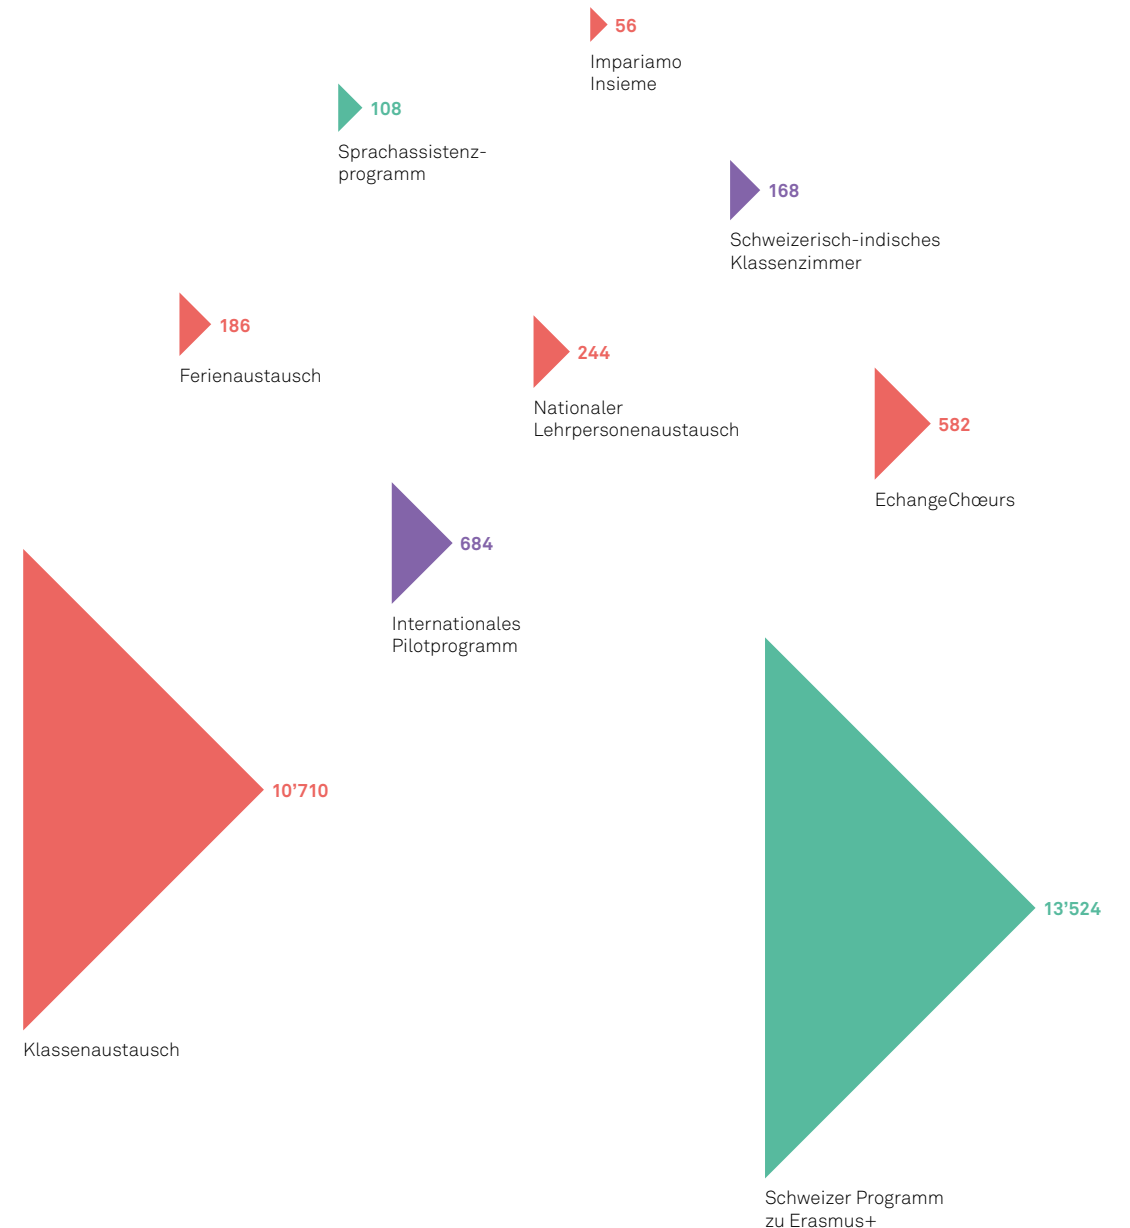 56
Impariamo
Insieme
108
Sprachassistenz-
programm
168
Schweizerisch-indisches
Klassenzimmer
186
Ferienaustausch
244
Nationaler
Lehrpersonenaustausch
582
EchangeChœurs
684
Internationales
Pilotprogramm
10’710
Klassenaustausch
13’524
Schweizer Programm
zu Erasmus+